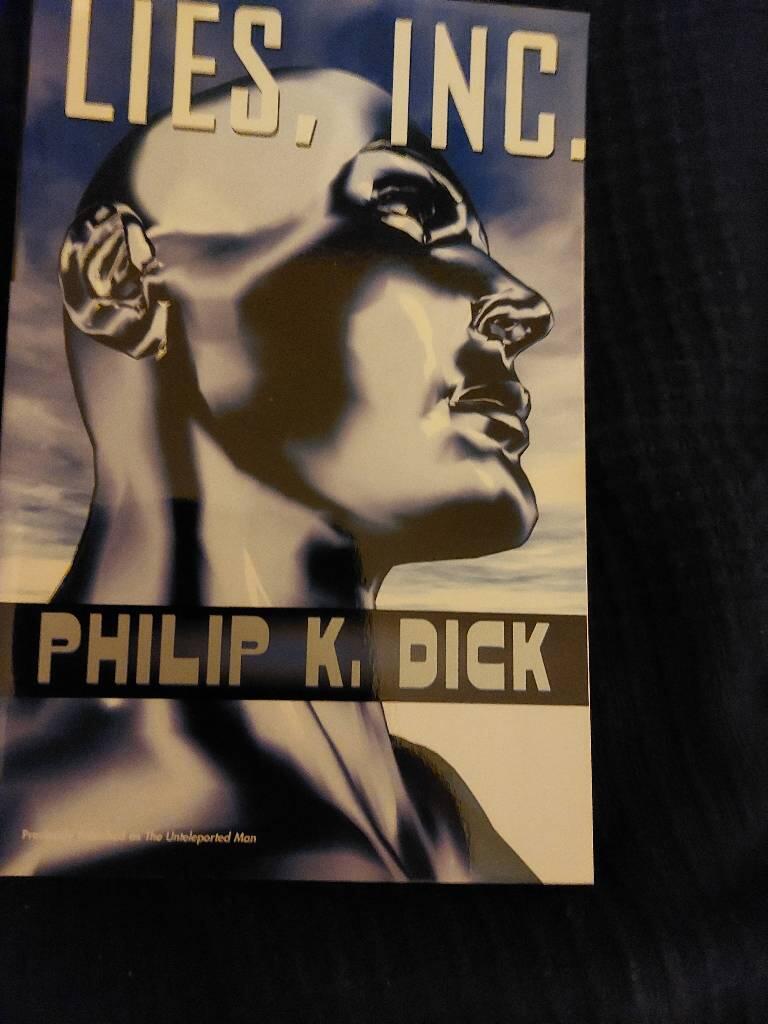 LIES, INC.
PHILIP K. DICK
Previously published as The Unteleported Man